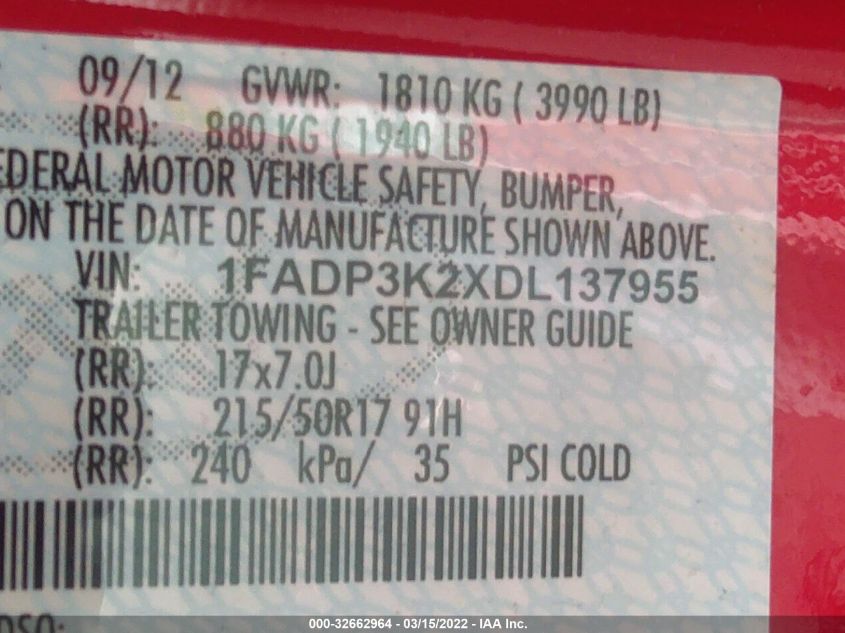 09/12 GVWR: 1810 KG ( 3990 LB)
(RR): 880 KG ( 1940 LB)
EDERAL MOTOR VEHICLE SAFETY, BUMPER,
ON THE DATE OF MANUFACTURE SHOWN ABOVE.
VIN: 1FADP3K2XDL137955
TRAILER TOWING - SEE OWNER GUIDE
(RR): 17x7.0J
(RR): 215/50R17 91H
(RR): 240 kPa/ 35 PSI COLD
DSO:
000-32662964 - 03/15/2022 - IAA Inc.